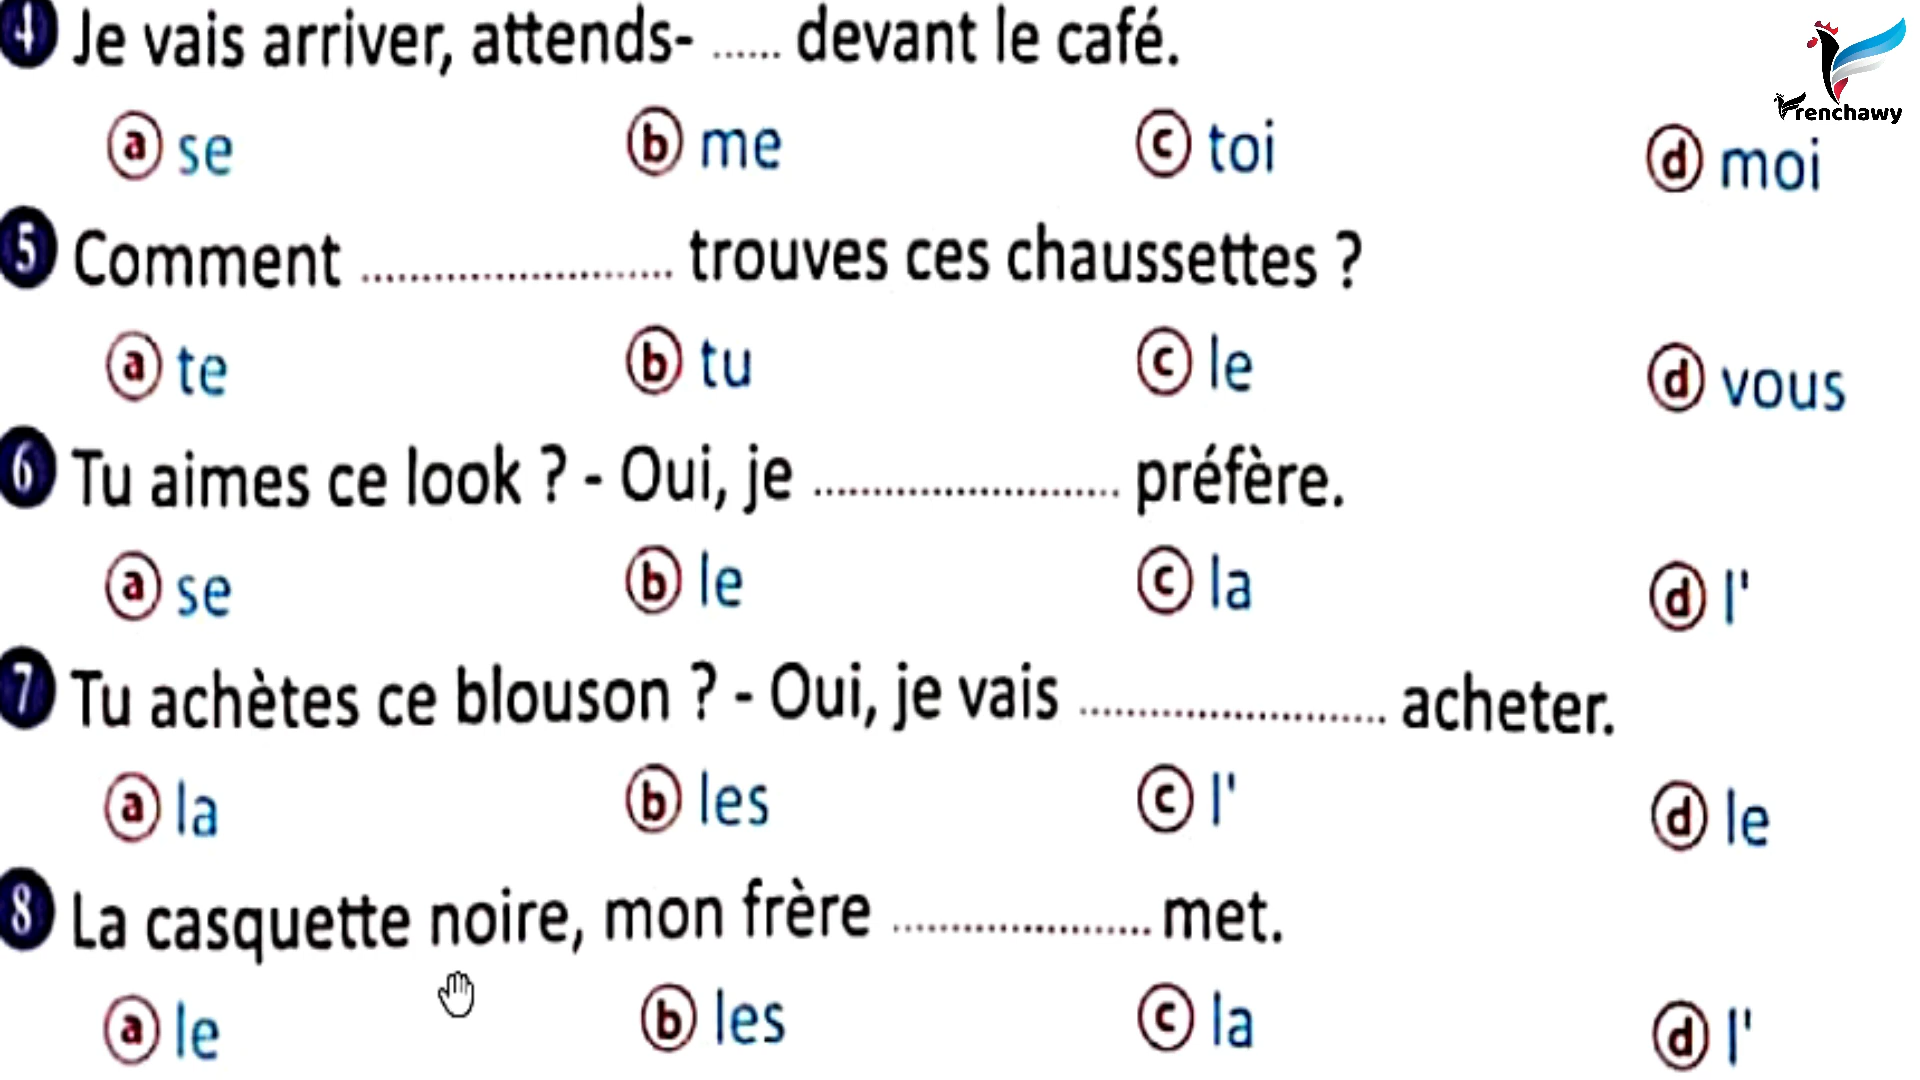 4 Je vais arriver, attends- ...... devant le café.
a se b me c toi d moi
5 Comment .......................... trouves ces chaussettes ?
a te b tu c le d vous
6 Tu aimes ce look ? - Oui, je .......................... préfère.
a se b le c la d l'
7 Tu achètes ce blouson ? - Oui, je vais .......................... acheter.
a la b les c l' d le
8 La casquette noire, mon frère ...................... met.
a le b les c la d l'
Frenchawy